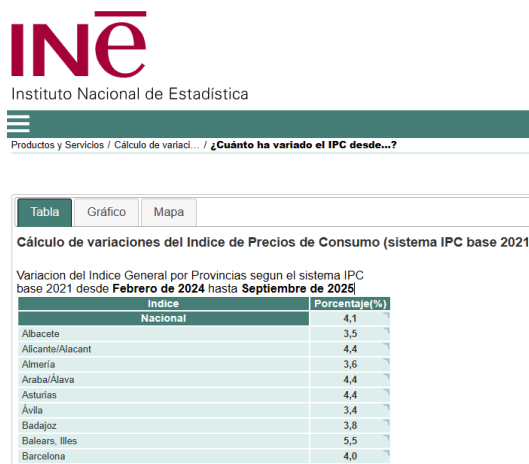 INē
Instituto Nacional de Estadística
Productos y Servicios / Cálculo de variaci... / ¿Cuánto ha variado el IPC desde...?
Tabla Gráfico Mapa
Cálculo de variaciones del Indice de Precios de Consumo (sistema IPC base 2021
Variacion del Indice General por Provincias segun el sistema IPC
base 2021 desde Febrero de 2024 hasta Septiembre de 2025
Indice Porcentaje(%)
Nacional 4,1
Albacete 3,5
Alicante/Alacant 4,4
Almería 3,6
Araba/Álava 4,4
Asturias 4,4
Ávila 3,4
Badajoz 3,8
Balears, Illes 5,5
Barcelona 4,0